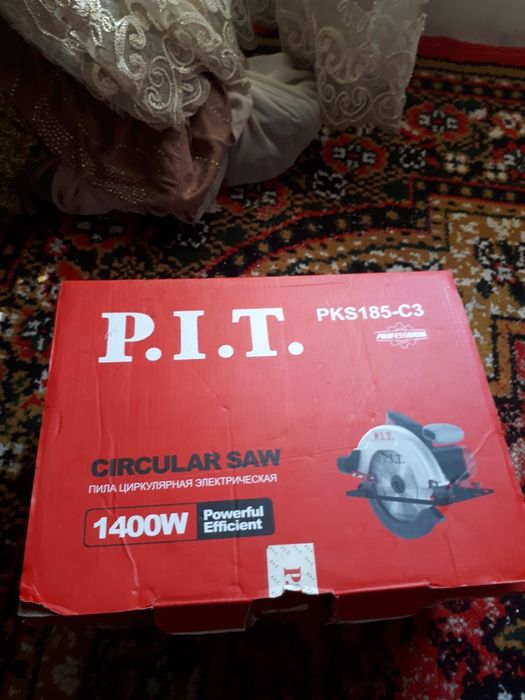 P.I.T.
PKS185-C3
PROFESSIONAL
CIRCULAR SAW
ПИЛА ЦИРКУЛЯРНАЯ ЭЛЕКТРИЧЕСКАЯ
1400W
Powerful
Efficient
P.I.T.
P.I.T.